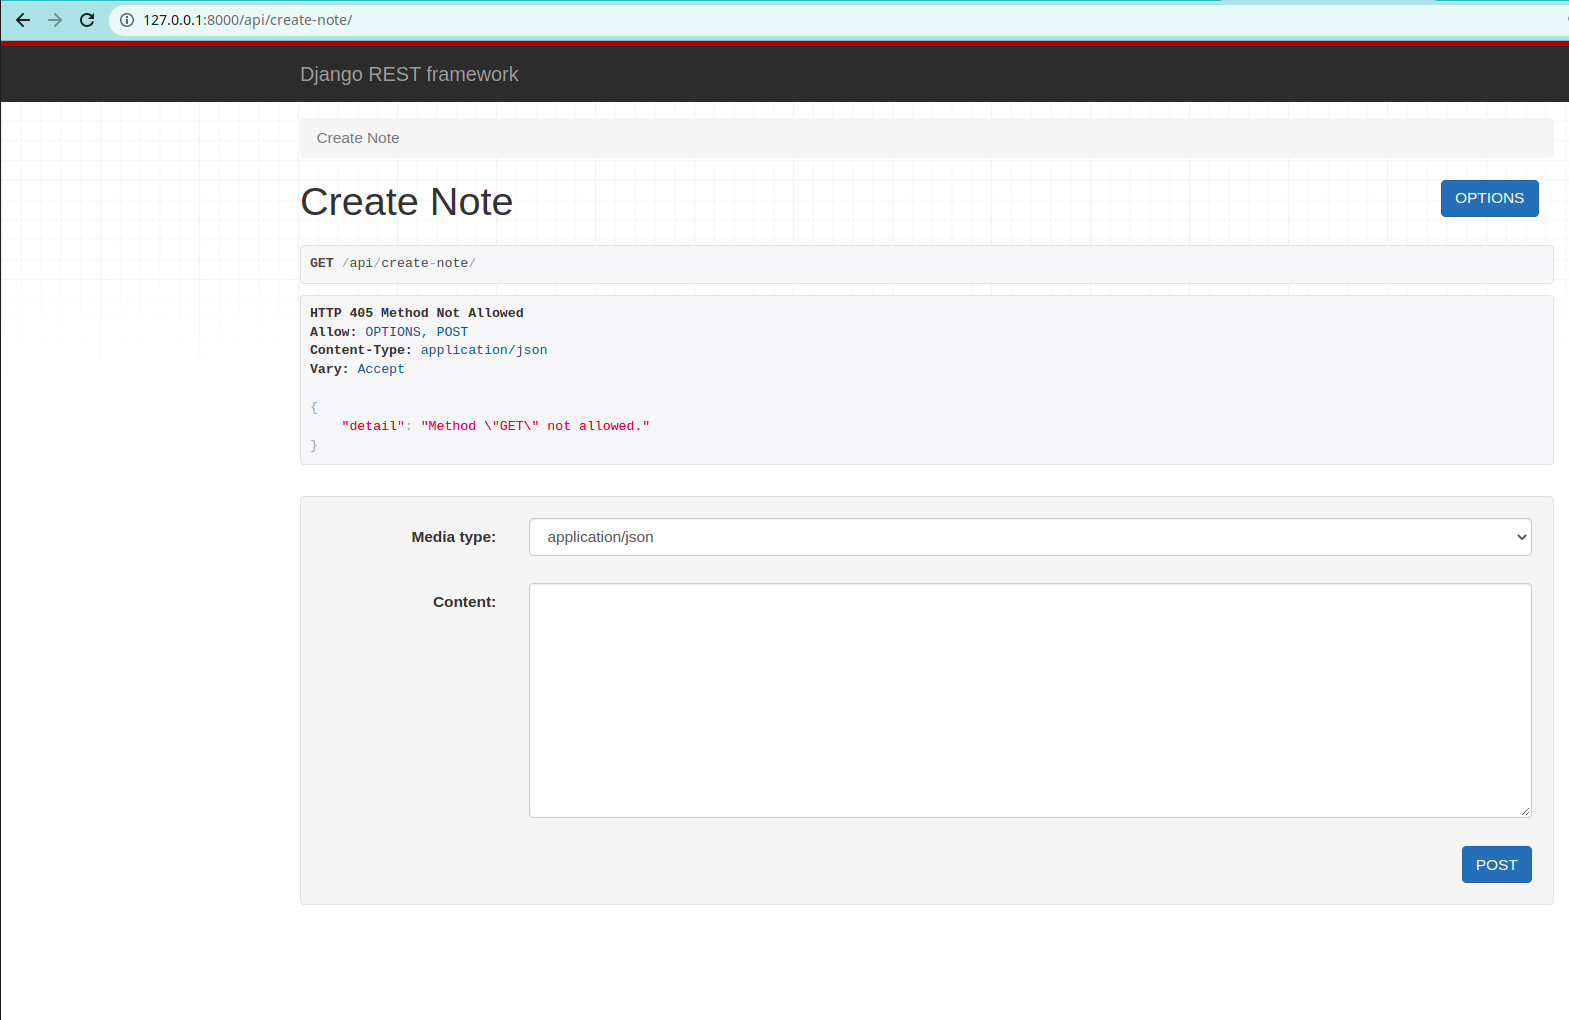 127.0.0.1:8000/api/create-note/
Django REST framework
Create Note
Create Note
OPTIONS
GET /api/create-note/
HTTP 405 Method Not Allowed
Allow: OPTIONS, POST
Content-Type: application/json
Vary: Accept
{
    "detail": "Method \"GET\" not allowed."
}
Media type:
application/json
Content:
POST